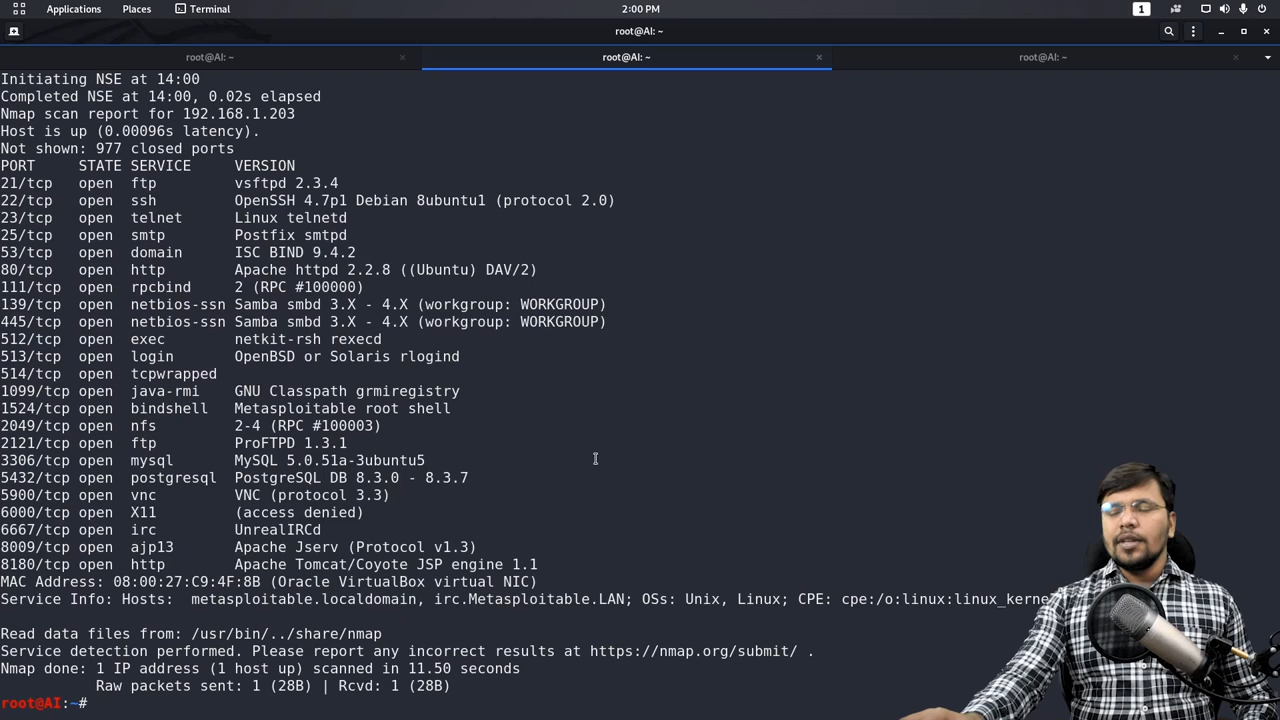 Applications Places Terminal 2:00 PM 1
root@AI: ~
root@AI: ~ root@AI: ~ root@AI: ~
Initiating NSE at 14:00
Completed NSE at 14:00, 0.02s elapsed
Nmap scan report for 192.168.1.203
Host is up (0.00096s latency).
Not shown: 977 closed ports
PORT STATE SERVICE VERSION
21/tcp open ftp vsftpd 2.3.4
22/tcp open ssh OpenSSH 4.7p1 Debian 8ubuntu1 (protocol 2.0)
23/tcp open telnet Linux telnetd
25/tcp open smtp Postfix smtpd
53/tcp open domain ISC BIND 9.4.2
80/tcp open http Apache httpd 2.2.8 ((Ubuntu) DAV/2)
111/tcp open rpcbind 2 (RPC #100000)
139/tcp open netbios-ssn Samba smbd 3.X - 4.X (workgroup: WORKGROUP)
445/tcp open netbios-ssn Samba smbd 3.X - 4.X (workgroup: WORKGROUP)
512/tcp open exec netkit-rsh rexecd
513/tcp open login OpenBSD or Solaris rlogind
514/tcp open tcpwrapped
1099/tcp open java-rmi GNU Classpath grmiregistry
1524/tcp open bindshell Metasploitable root shell
2049/tcp open nfs 2-4 (RPC #100003)
2121/tcp open ftp ProFTPD 1.3.1
3306/tcp open mysql MySQL 5.0.51a-3ubuntu5
5432/tcp open postgresql PostgreSQL DB 8.3.0 - 8.3.7
5900/tcp open vnc VNC (protocol 3.3)
6000/tcp open X11 (access denied)
6667/tcp open irc UnrealIRCd
8009/tcp open ajp13 Apache Jserv (Protocol v1.3)
8180/tcp open http Apache Tomcat/Coyote JSP engine 1.1
MAC Address: 08:00:27:C9:4F:8B (Oracle VirtualBox virtual NIC)
Service Info: Hosts: metasploitable.localdomain, irc.Metasploitable.LAN; OSs: Unix, Linux; CPE: cpe:/o:linux:linux_kerne
Read data files from: /usr/bin/../share/nmap
Service detection performed. Please report any incorrect results at https://nmap.org/submit/ .
Nmap done: 1 IP address (1 host up) scanned in 11.50 seconds
Raw packets sent: 1 (28B) | Rcvd: 1 (28B)
root@AI:~#